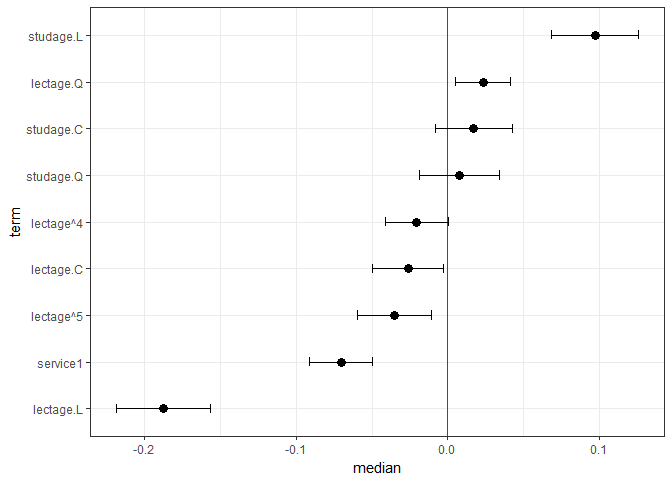 studage.L
lectage.Q
studage.C
studage.Q
lectage^4
lectage.C
lectage^5
service1
lectage.L
term
-0.2
-0.1
0.0
0.1
median